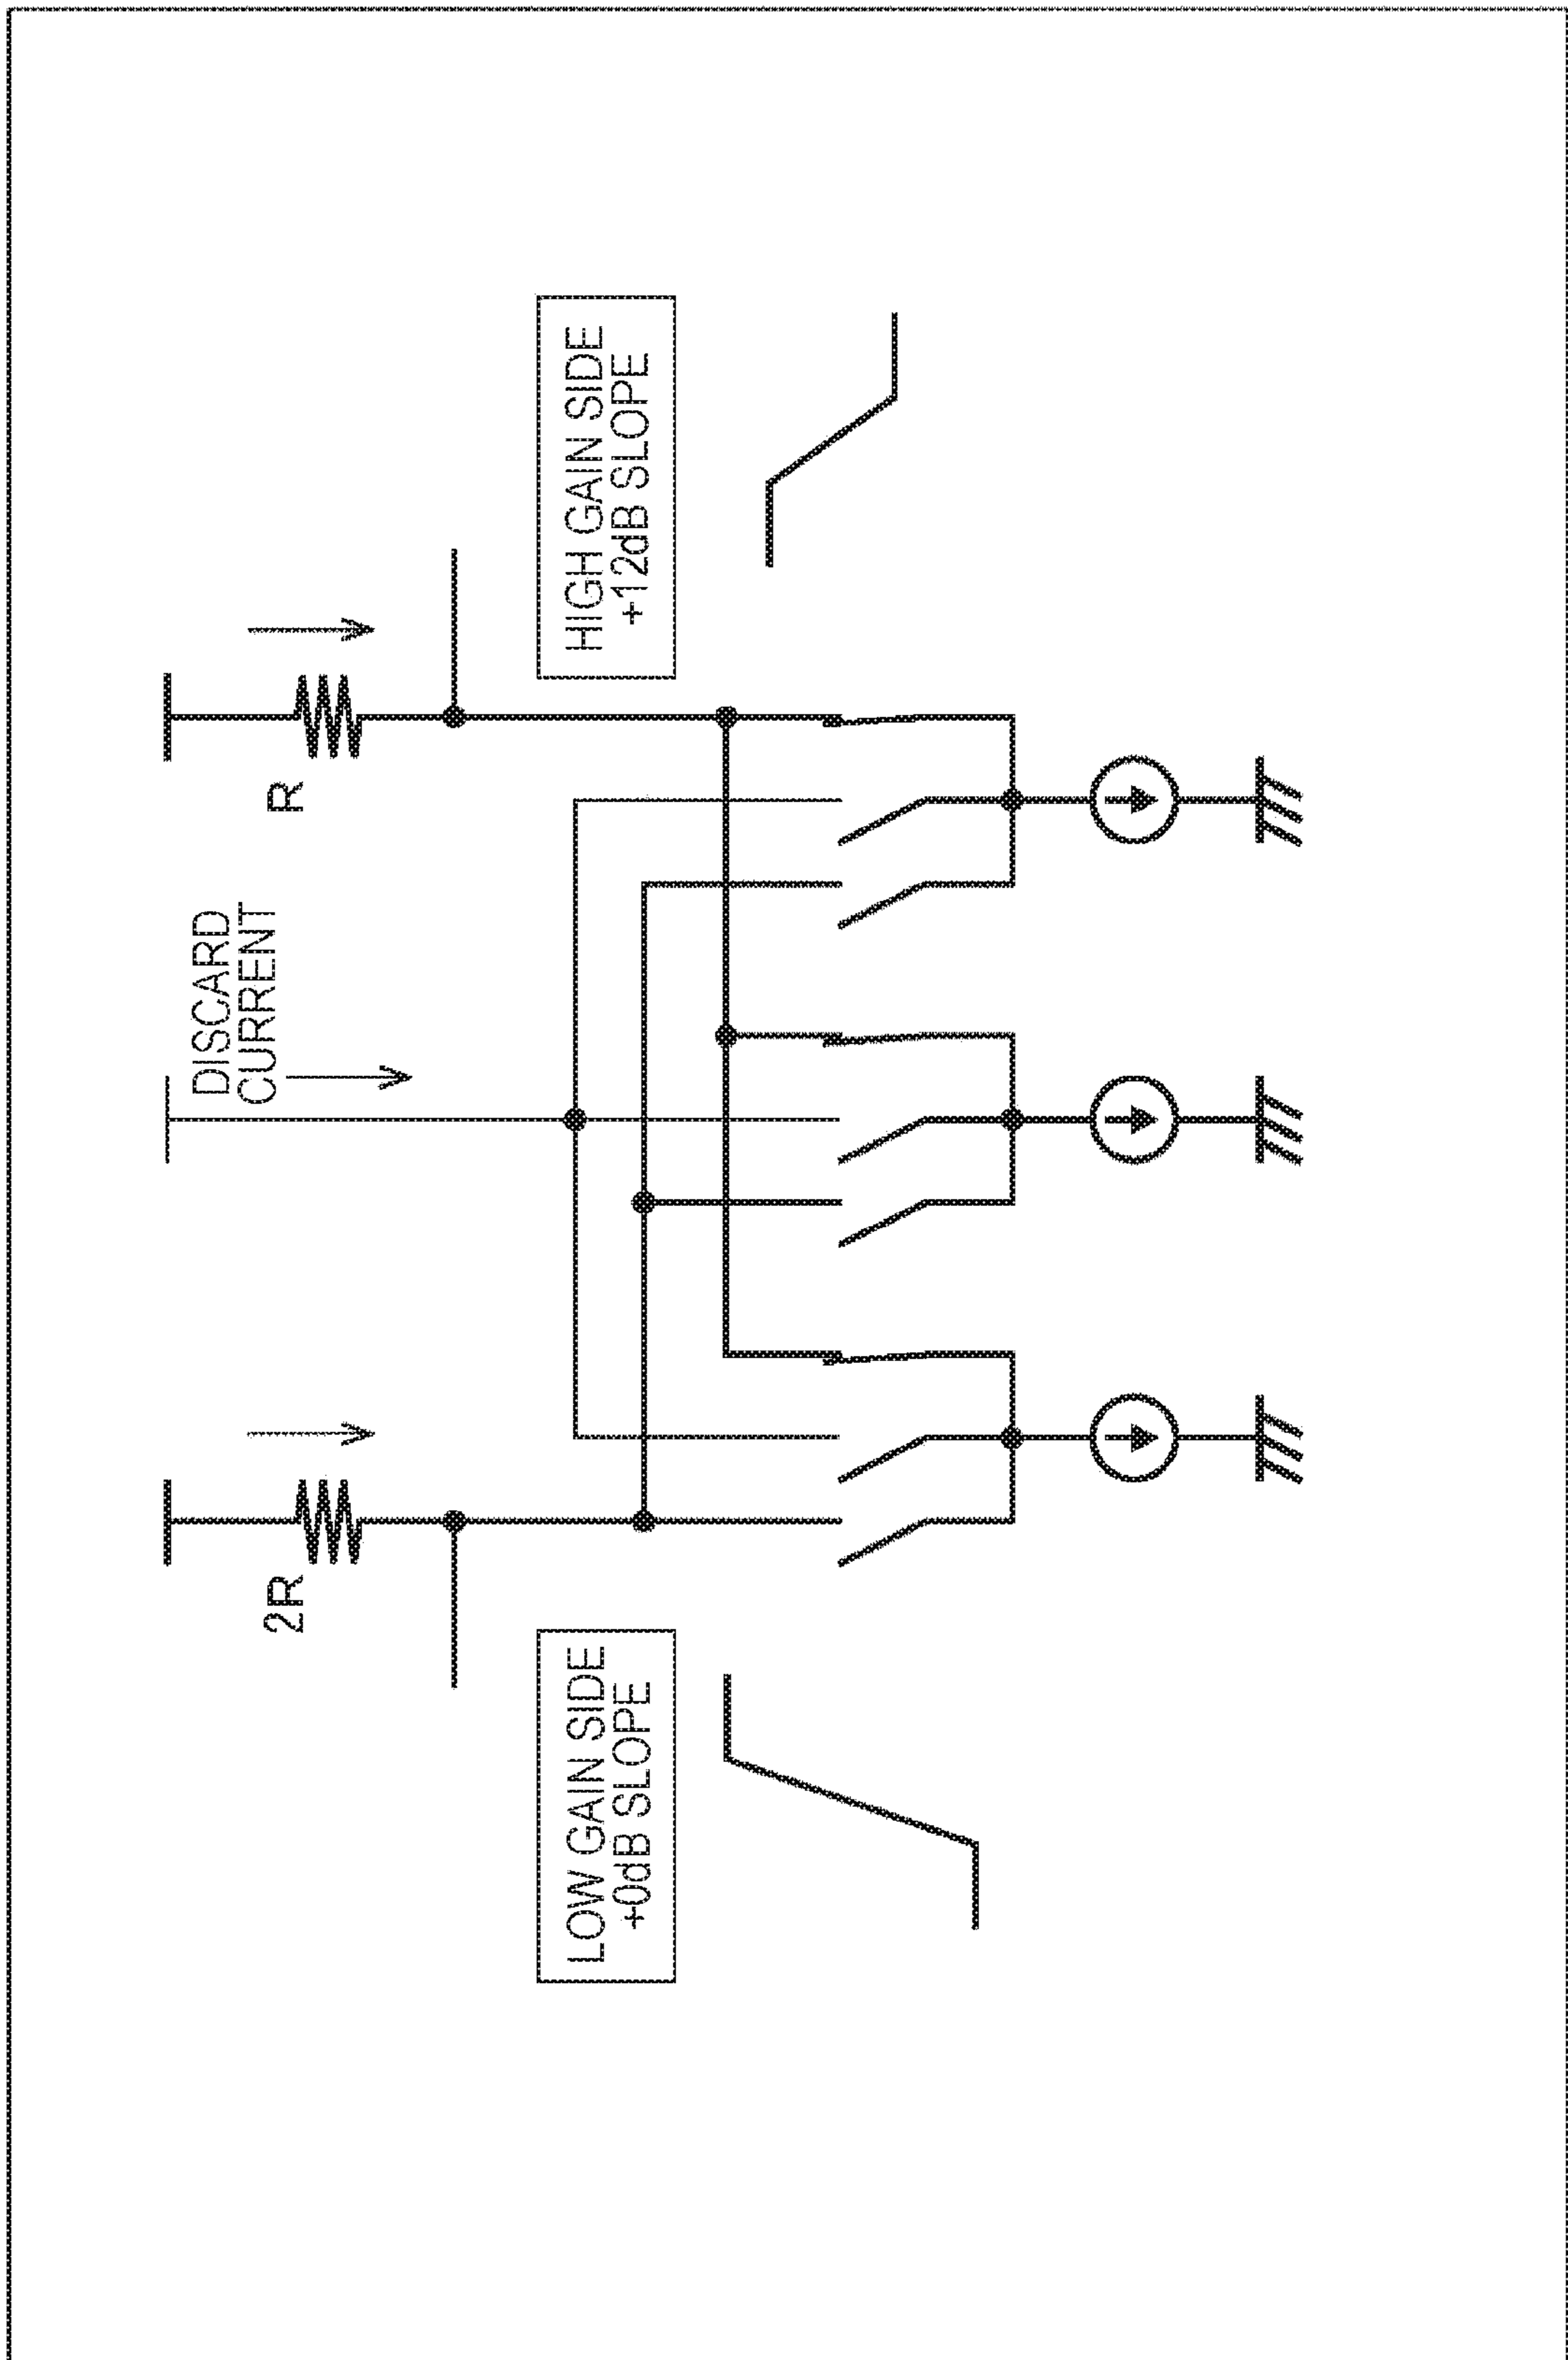 2R
DISCARD
CURRENT
R
LOW GAIN SIDE
+0dB SLOPE
HIGH GAIN SIDE
+12dB SLOPE